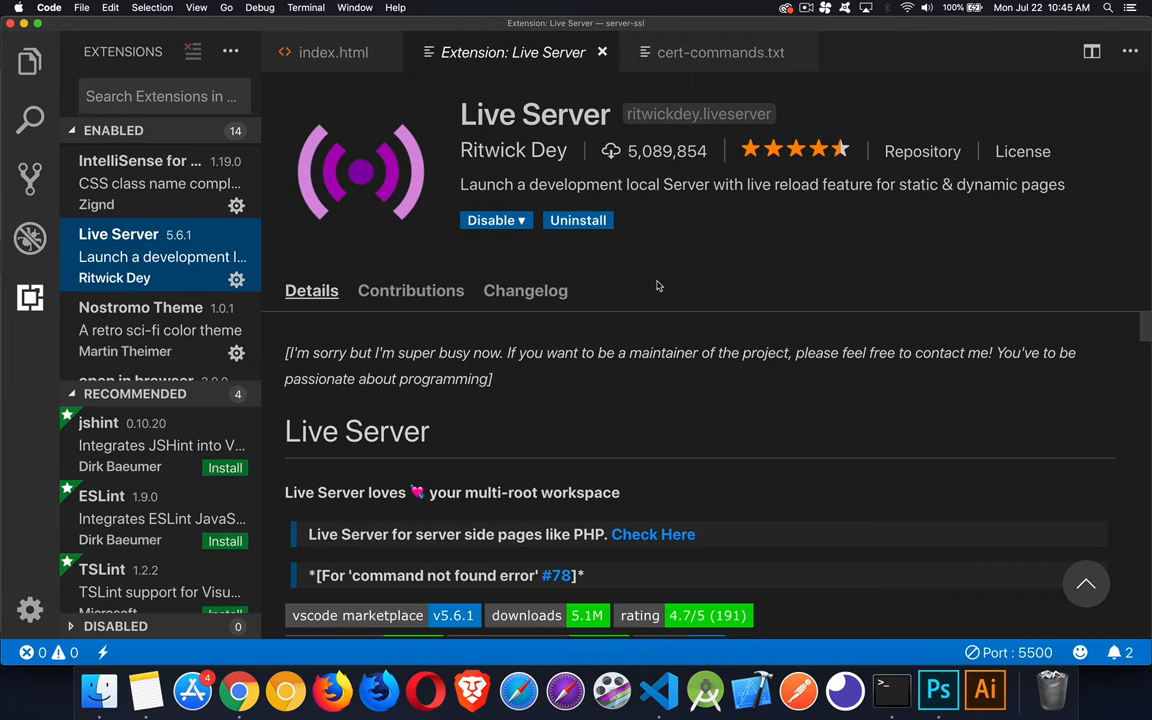 Code File Edit Selection View Go Debug Terminal Window Help
100% Mon Jul 22 10:45 AM
Extension: Live Server — server-ssl
EXTENSIONS
Search Extensions in ...
ENABLED 14
IntelliSense for ... 1.19.0
CSS class name compl...
Zignd
Live Server 5.6.1
Launch a development l...
Ritwick Dey
Nostromo Theme 1.0.1
A retro sci-fi color theme
Martin Theimer
RECOMMENDED 4
jshint 0.10.20
Integrates JSHint into V...
Dirk Baeumer Install
ESLint 1.9.0
Integrates ESLint JavaS...
Dirk Baeumer Install
TSLint 1.2.2
TSLint support for Visu...
Microsoft Install
DISABLED 0
index.html Extension: Live Server cert-commands.txt
Live Server ritwickdey.liveserver
Ritwick Dey 5,089,854 Repository License
Launch a development local Server with live reload feature for static & dynamic pages
Disable Uninstall
Details Contributions Changelog
[I'm sorry but I'm super busy now. If you want to be a maintainer of the project, please feel free to contact me! You've to be
passionate about programming]
Live Server
Live Server loves 💘 your multi-root workspace
Live Server for server side pages like PHP. Check Here
*[For 'command not found error' #78]*
vscode marketplace v5.6.1 downloads 5.1M rating 4.7/5 (191)
0 0 Port : 5500 2
4
>_ Ps Ai